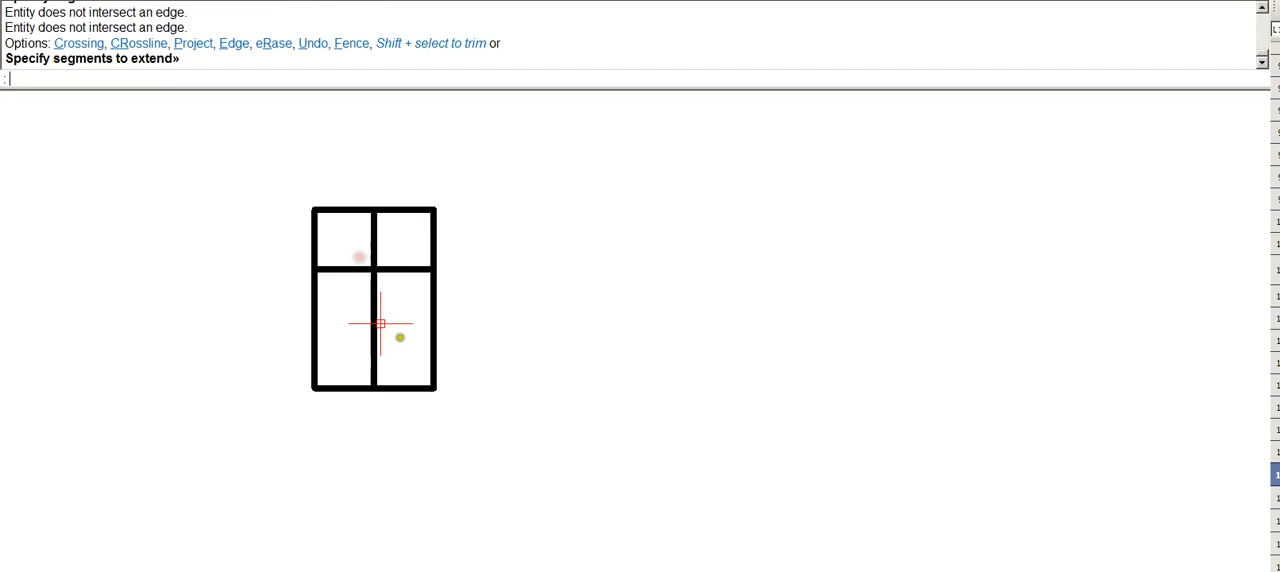 Entity does not intersect an edge.
Entity does not intersect an edge.
Options: Crossing, CRossline, Project, Edge, eRase, Undo, Fence, Shift + select to trim or
Specify segments to extend»
: